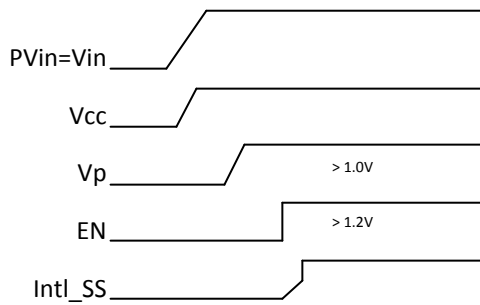 PVin=Vin
Vcc
Vp
> 1.0V
EN
> 1.2V
Intl_SS